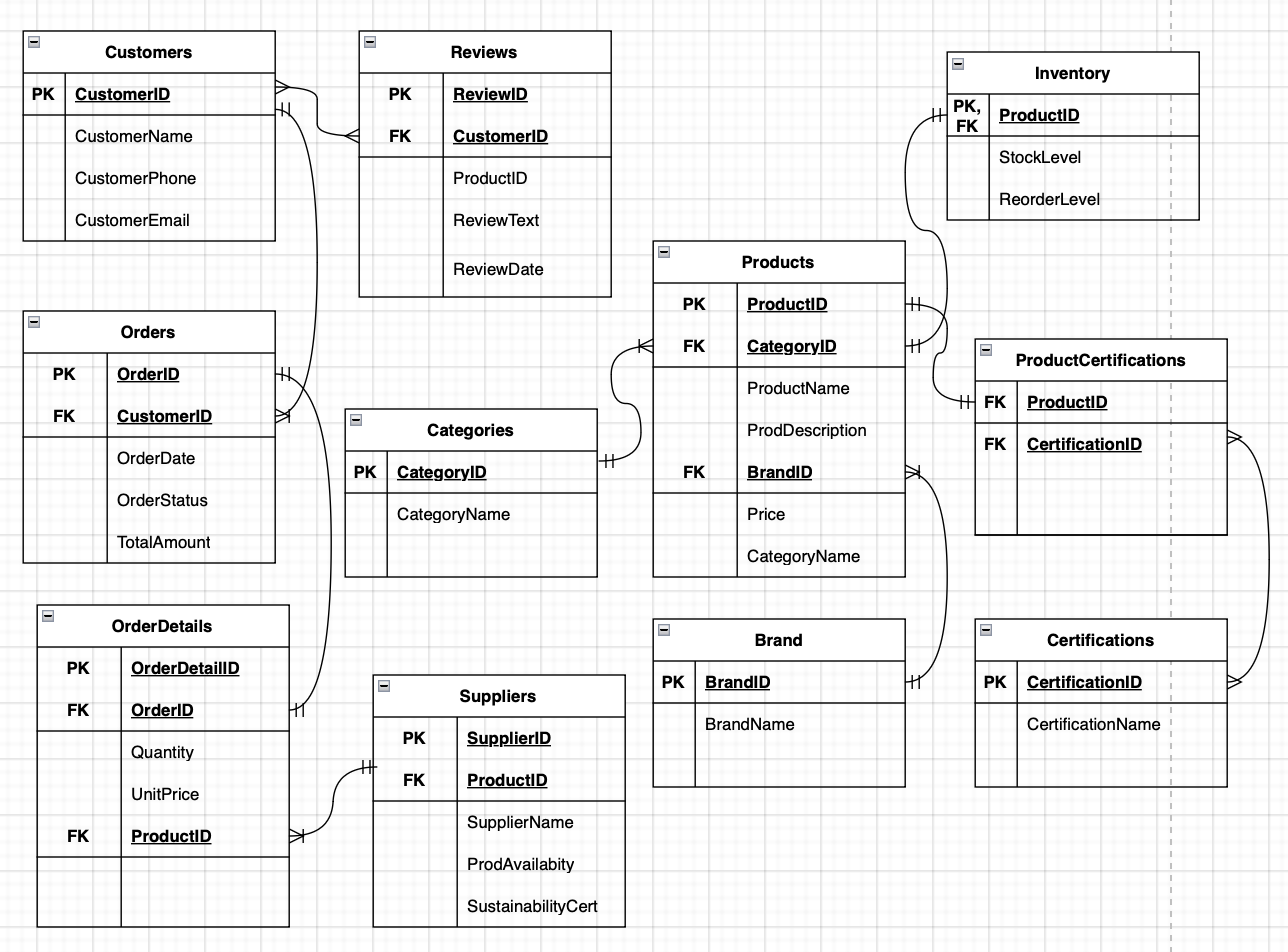 Customers
PK CustomerID
CustomerName
CustomerPhone
CustomerEmail
Reviews
PK ReviewID
FK CustomerID
ProductID
ReviewText
ReviewDate
Inventory
PK,
FK ProductID
StockLevel
ReorderLevel
Products
PK ProductID
FK CategoryID
ProductName
ProdDescription
FK BrandID
Price
CategoryName
Orders
PK OrderID
FK CustomerID
OrderDate
OrderStatus
TotalAmount
Categories
PK CategoryID
CategoryName
ProductCertifications
FK ProductID
FK CertificationID
OrderDetails
PK OrderDetailID
FK OrderID
Quantity
UnitPrice
FK ProductID
Suppliers
PK SupplierID
FK ProductID
SupplierName
ProdAvailabity
SustainabilityCert
Brand
PK BrandID
BrandName
Certifications
PK CertificationID
CertificationName